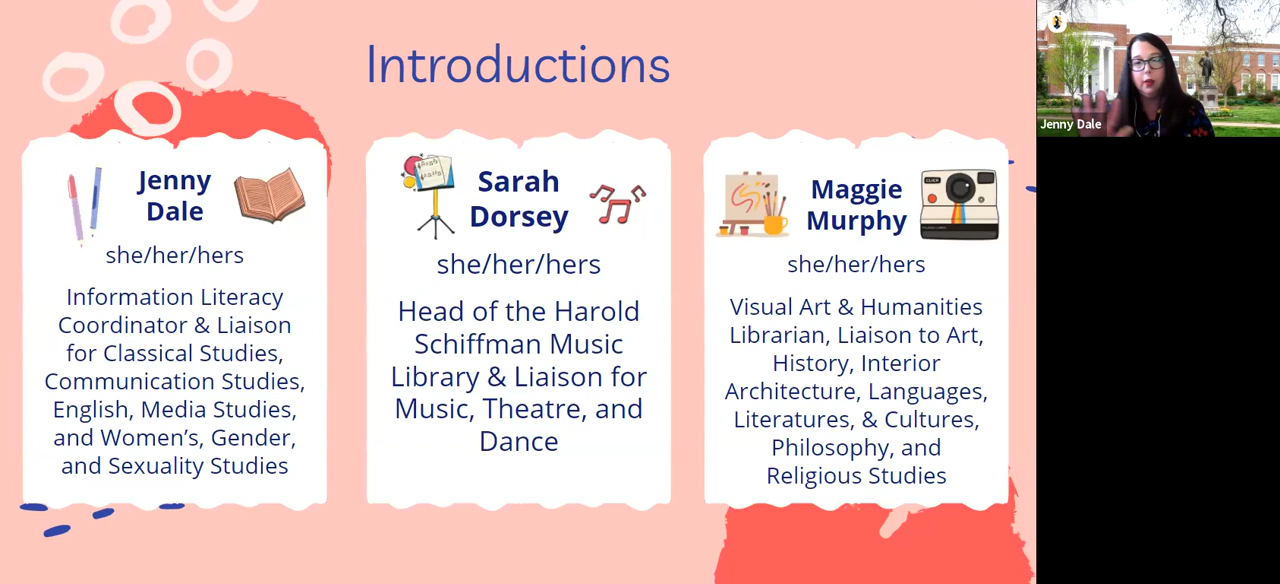 Introductions
Jenny
Dale
she/her/hers
Information Literacy
Coordinator & Liaison
for Classical Studies,
Communication Studies,
English, Media Studies,
and Women's, Gender,
and Sexuality Studies
Sarah
Dorsey
she/her/hers
Head of the Harold
Schiffman Music
Library & Liaison for
Music, Theatre, and
Dance
Maggie
Murphy
she/her/hers
Visual Art & Humanities
Librarian, Liaison to Art,
History, Interior
Architecture, Languages,
Literatures, & Cultures,
Philosophy, and
Religious Studies
CLICK
Jenny Dale